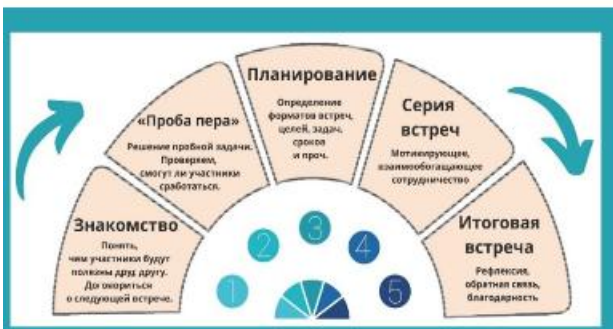 Знакомство
Понять,
чем участники будут
полезны друг другу.
Договориться
о следующей встрече.
«Проба пера»
Решение пробной задачи.
Проверяем,
смогут ли участники
сработаться.
Планирование
Определение
форматов встреч,
целей, задач,
сроков
и проч.
Серия
встреч
Мотивирующее,
взаимообогащающее
сотрудничество
Итоговая
встреча
Рефлексия,
обратная связь,
благодарность
1
2
3
4
5